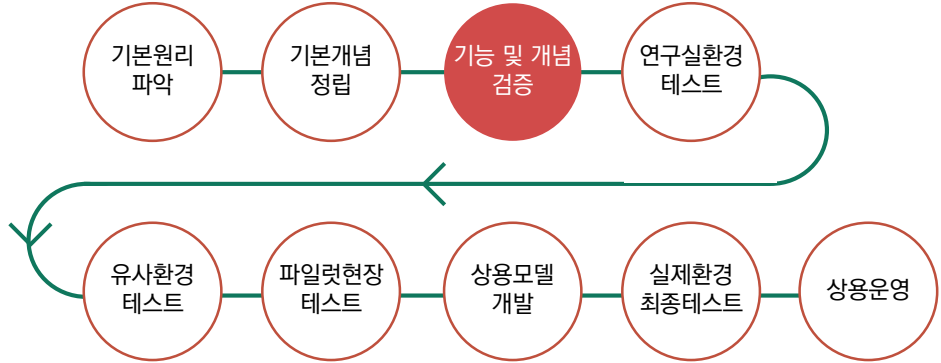 기본원리
파악
기본개념
정립
기능 및 개념
검증
연구실환경
테스트
유사환경
테스트
파일럿현장
테스트
상용모델
개발
실제환경
최종테스트
상용운영